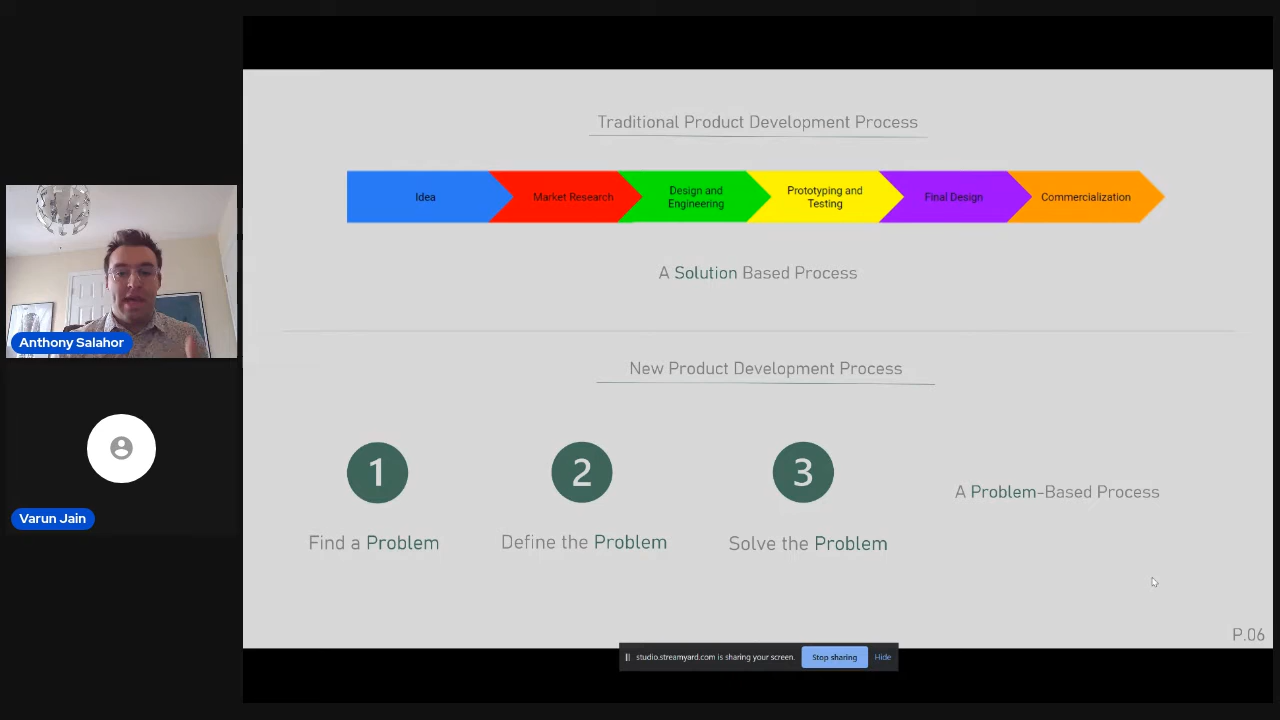 Traditional Product Development Process
Idea
Market Research
Design and
Engineering
Prototyping and
Testing
Final Design
Commercialization
A Solution Based Process
Anthony Salahor
New Product Development Process
1
2
3
A Problem-Based Process
Find a Problem
Define the Problem
Solve the Problem
Varun Jain
P.06
studio.streamyard.com is sharing your screen.
Stop sharing
Hide